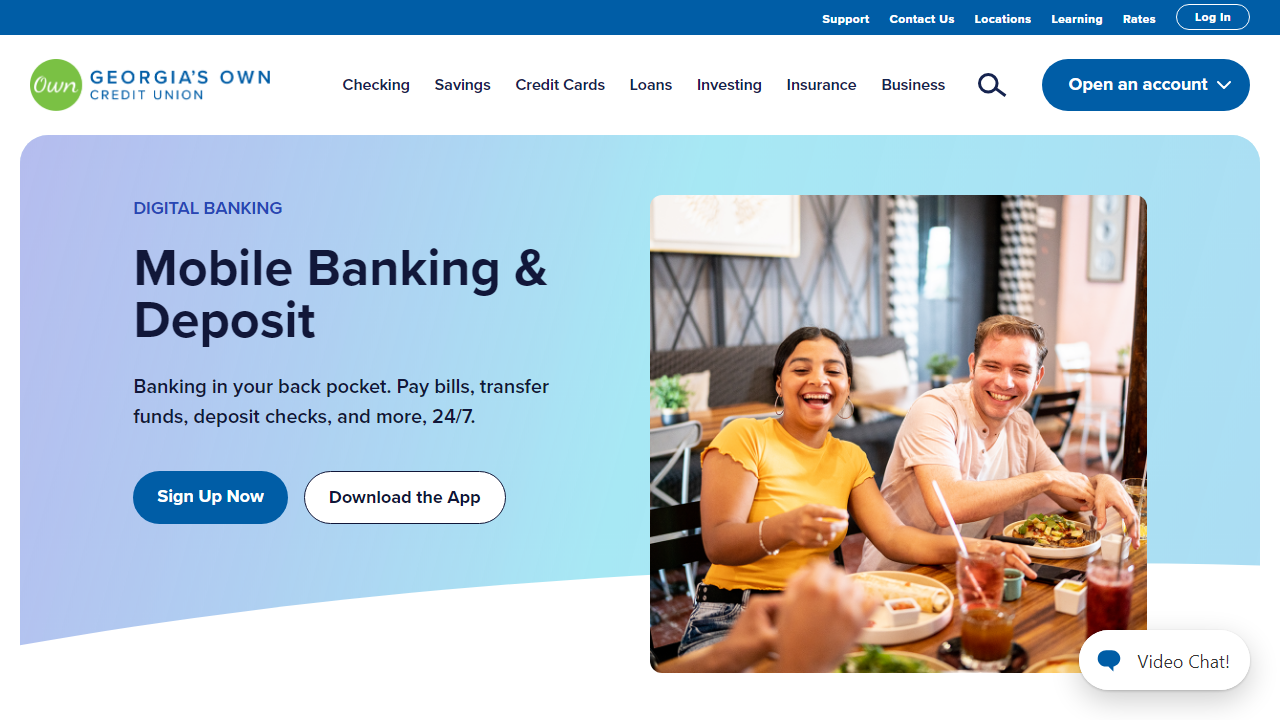 Support Contact Us Locations Learning Rates Log In
Own GEORGIA'S OWN
CREDIT UNION
Checking Savings Credit Cards Loans Investing Insurance Business Open an account
DIGITAL BANKING
Mobile Banking &
Deposit
Banking in your back pocket. Pay bills, transfer
funds, deposit checks, and more, 24/7.
Sign Up Now Download the App
Video Chat!